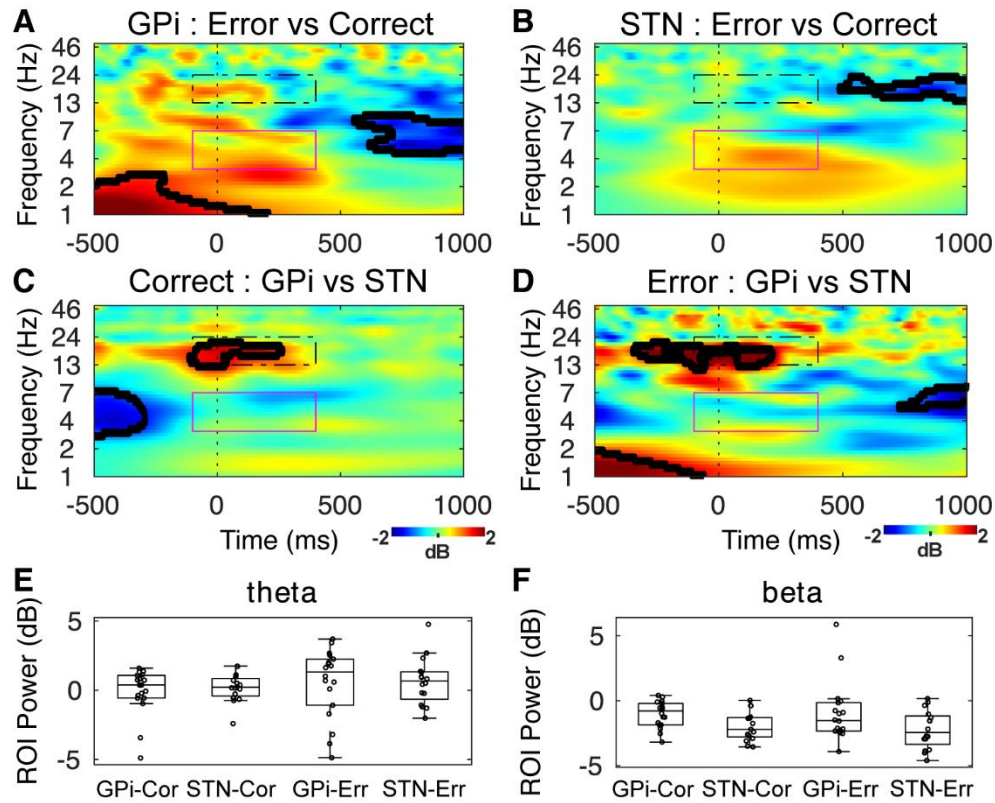 A GPi : Error vs Correct
B STN : Error vs Correct
Frequency (Hz)
46
24
13
7
4
2
1
-500 0 500 1000
Frequency (Hz)
46
24
13
7
4
2
1
-500 0 500 1000
C Correct : GPi vs STN
D Error : GPi vs STN
Frequency (Hz)
46
24
13
7
4
2
1
-500 0 500 1000
Time (ms)
-2 2
dB
Frequency (Hz)
46
24
13
7
4
2
1
-500 0 500 1000
Time (ms)
-2 2
dB
E theta
ROI Power (dB)
5
0
-5
GPi-Cor STN-Cor GPi-Err STN-Err
F beta
ROI Power (dB)
5
0
-5
GPi-Cor STN-Cor GPi-Err STN-Err